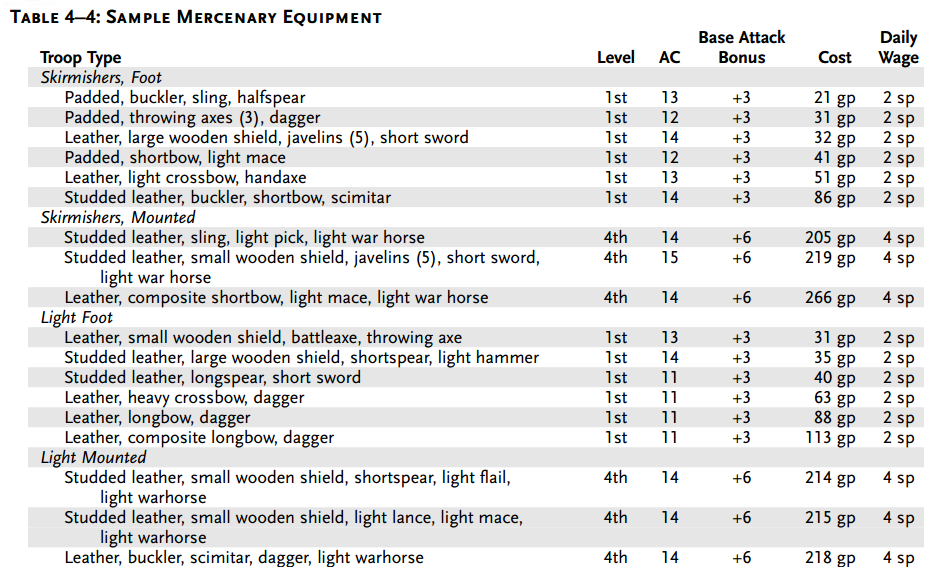 TABLE 4–4: SAMPLE MERCENARY EQUIPMENT
Base Attack Daily
Troop Type Level AC Bonus Cost Wage
Skirmishers, Foot
Padded, buckler, sling, halfspear 1st 13 +3 21 gp 2 sp
Padded, throwing axes (3), dagger 1st 12 +3 31 gp 2 sp
Leather, large wooden shield, javelins (5), short sword 1st 14 +3 32 gp 2 sp
Padded, shortbow, light mace 1st 12 +3 41 gp 2 sp
Leather, light crossbow, handaxe 1st 13 +3 51 gp 2 sp
Studded leather, buckler, shortbow, scimitar 1st 14 +3 86 gp 2 sp
Skirmishers, Mounted
Studded leather, sling, light pick, light war horse 4th 14 +6 205 gp 4 sp
Studded leather, small wooden shield, javelins (5), short sword, 4th 15 +6 219 gp 4 sp
light war horse
Leather, composite shortbow, light mace, light war horse 4th 14 +6 266 gp 4 sp
Light Foot
Leather, small wooden shield, battleaxe, throwing axe 1st 13 +3 31 gp 2 sp
Studded leather, large wooden shield, shortspear, light hammer 1st 14 +3 35 gp 2 sp
Studded leather, longspear, short sword 1st 11 +3 40 gp 2 sp
Leather, heavy crossbow, dagger 1st 11 +3 63 gp 2 sp
Leather, longbow, dagger 1st 11 +3 88 gp 2 sp
Leather, composite longbow, dagger 1st 11 +3 113 gp 2 sp
Light Mounted
Studded leather, small wooden shield, shortspear, light flail, 4th 14 +6 214 gp 4 sp
light warhorse
Studded leather, small wooden shield, light lance, light mace, 4th 14 +6 215 gp 4 sp
light warhorse
Leather, buckler, scimitar, dagger, light warhorse 4th 14 +6 218 gp 4 sp